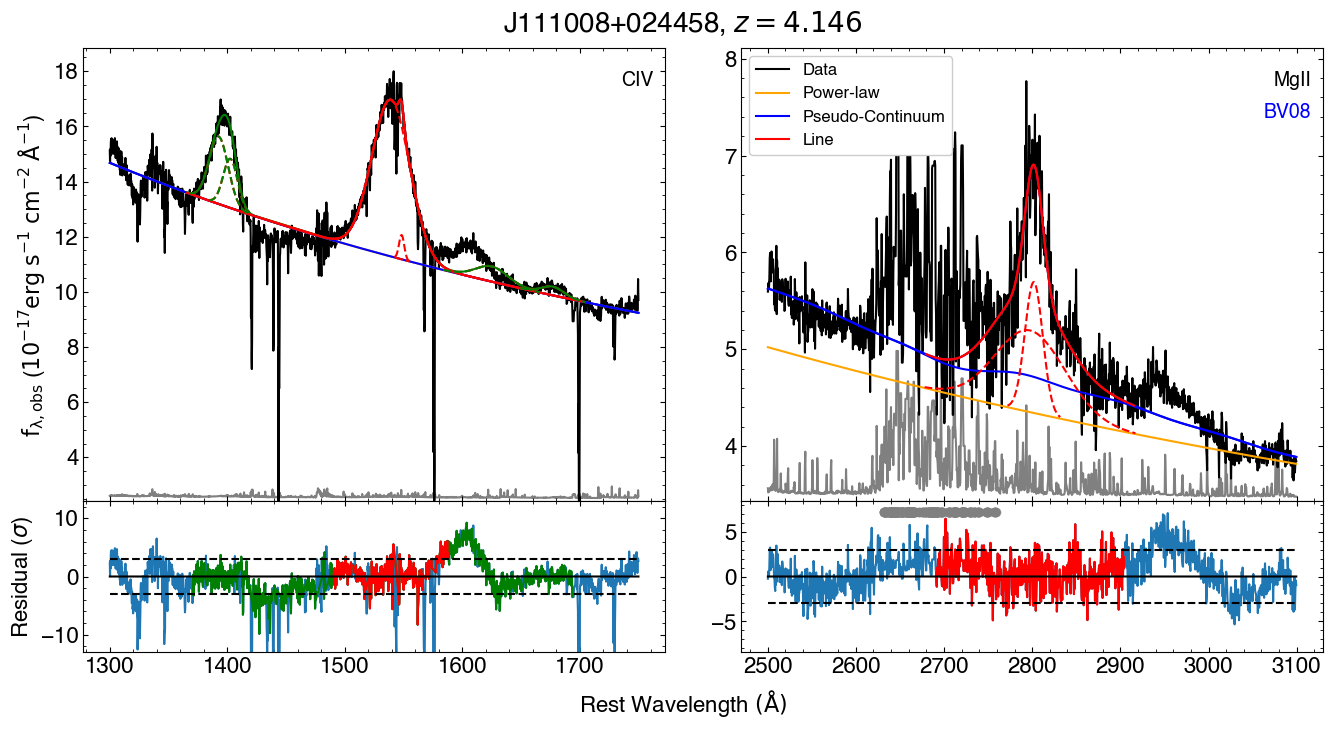 J111008+024458, z = 4.146
CIV
18
16
14
12
10
8
6
4
f_λ,obs (10⁻¹⁷erg s⁻¹ cm⁻² Å⁻¹)
Data
Power-law
Pseudo-Continuum
Line
MgII
BV08
8
7
6
5
4
10
0
−10
Residual (σ)
5
0
−5
1300 1400 1500 1600 1700
2500 2600 2700 2800 2900 3000 3100
Rest Wavelength (Å)